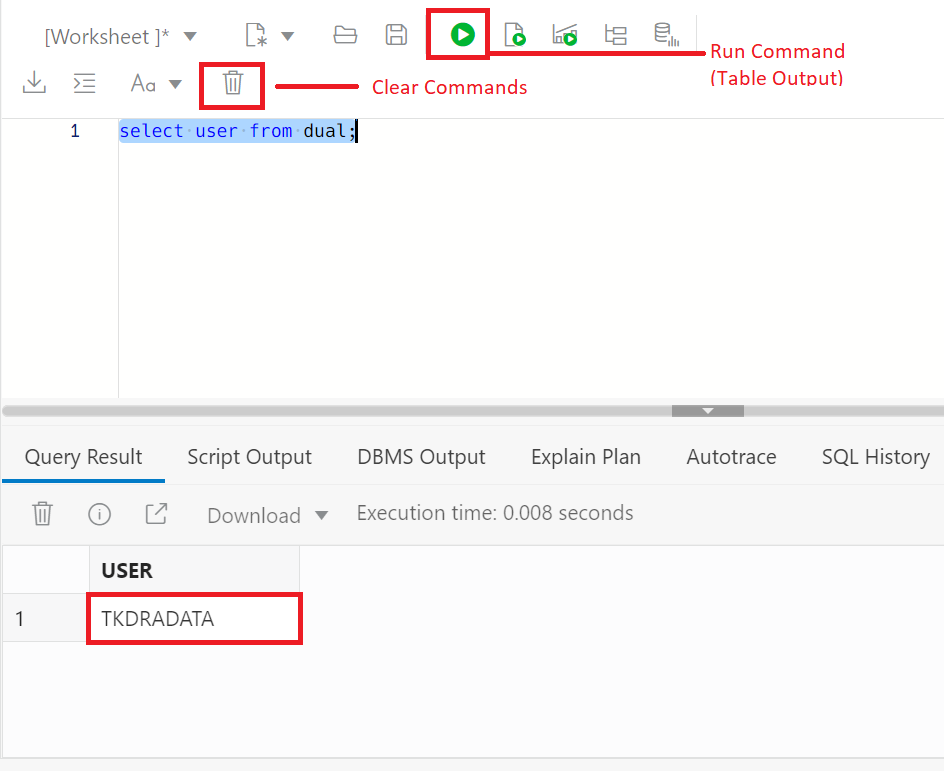 [Worksheet ]*
Run Command
(Table Output)
Aa
Clear Commands
1
select user from dual;
Query Result
Script Output
DBMS Output
Explain Plan
Autotrace
SQL History
Download
Execution time: 0.008 seconds
USER
1
TKDRADATA